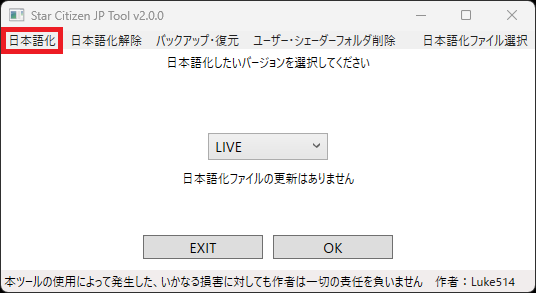 Star Citizen JP Tool v2.0.0
日本語化 日本語化解除 バックアップ・復元 ユーザー・シェーダーフォルダ削除 日本語化ファイル選択
日本語化したいバージョンを選択してください
LIVE
日本語化ファイルの更新はありません
EXIT OK
本ツールの使用によって発生した、いかなる損害に対しても作者は一切の責任を負いません 作者：Luke514